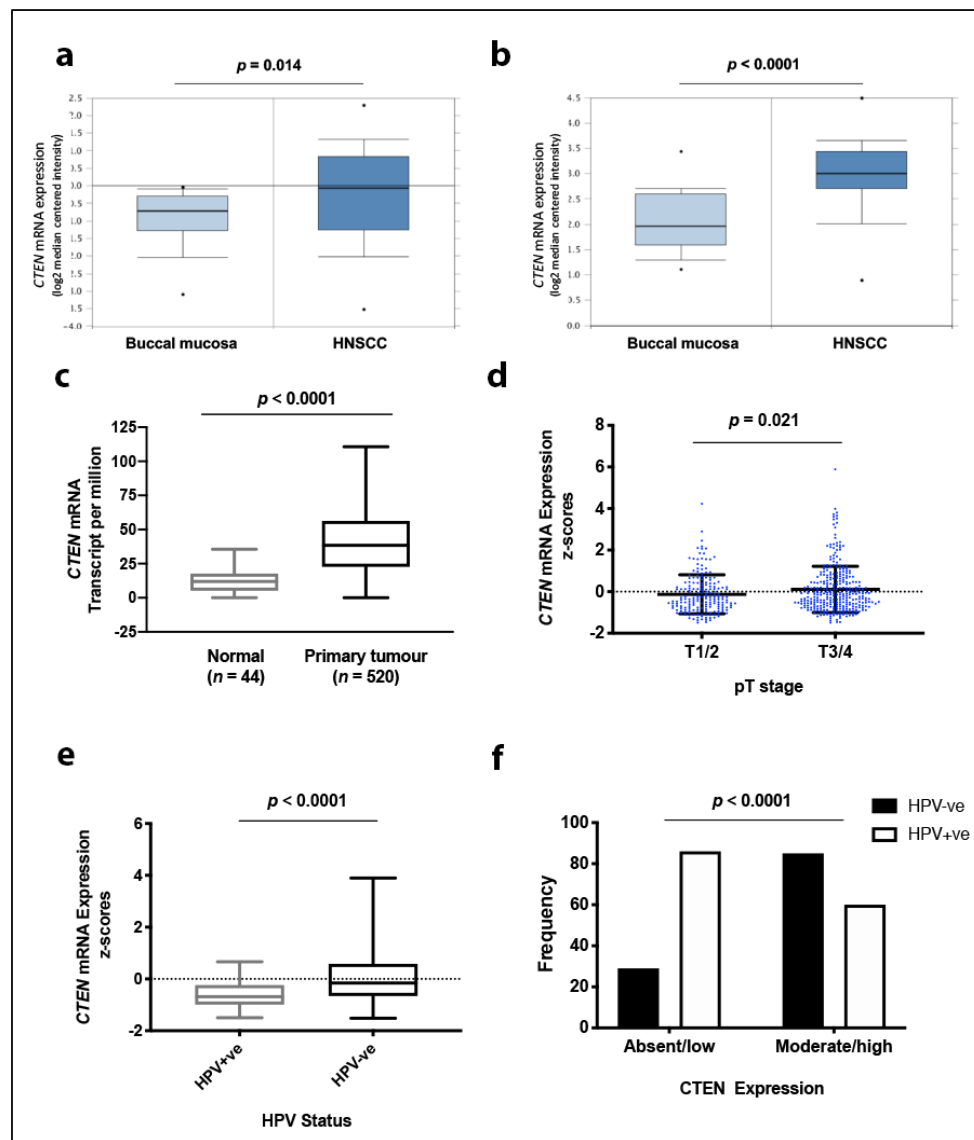 a
p = 0.014
CTEN mRNA expression
(log2 median centered intensity)
-4.0
Buccal mucosa HNSCC
b
p < 0.0001
CTEN mRNA expression
(log2 median centered intensity)
4.5
4.0
3.5
3.0
2.5
2.0
1.5
1.0
0.5
0.0
Buccal mucosa HNSCC
c
p < 0.0001
CTEN mRNA
Transcript per million
125
100
75
50
25
0
-25
Normal Primary tumour
(n = 44) (n = 520)
d
p = 0.021
CTEN mRNA Expression
z-scores
8
6
4
2
0
-2
T1/2 T3/4
pT stage
e
p < 0.0001
CTEN mRNA Expression
z-scores
6
4
2
0
-2
HPV+ve HPV-ve
HPV Status
f
p < 0.0001
HPV-ve
HPV+ve
Frequency
100
80
60
40
20
0
Absent/low Moderate/high
CTEN Expression